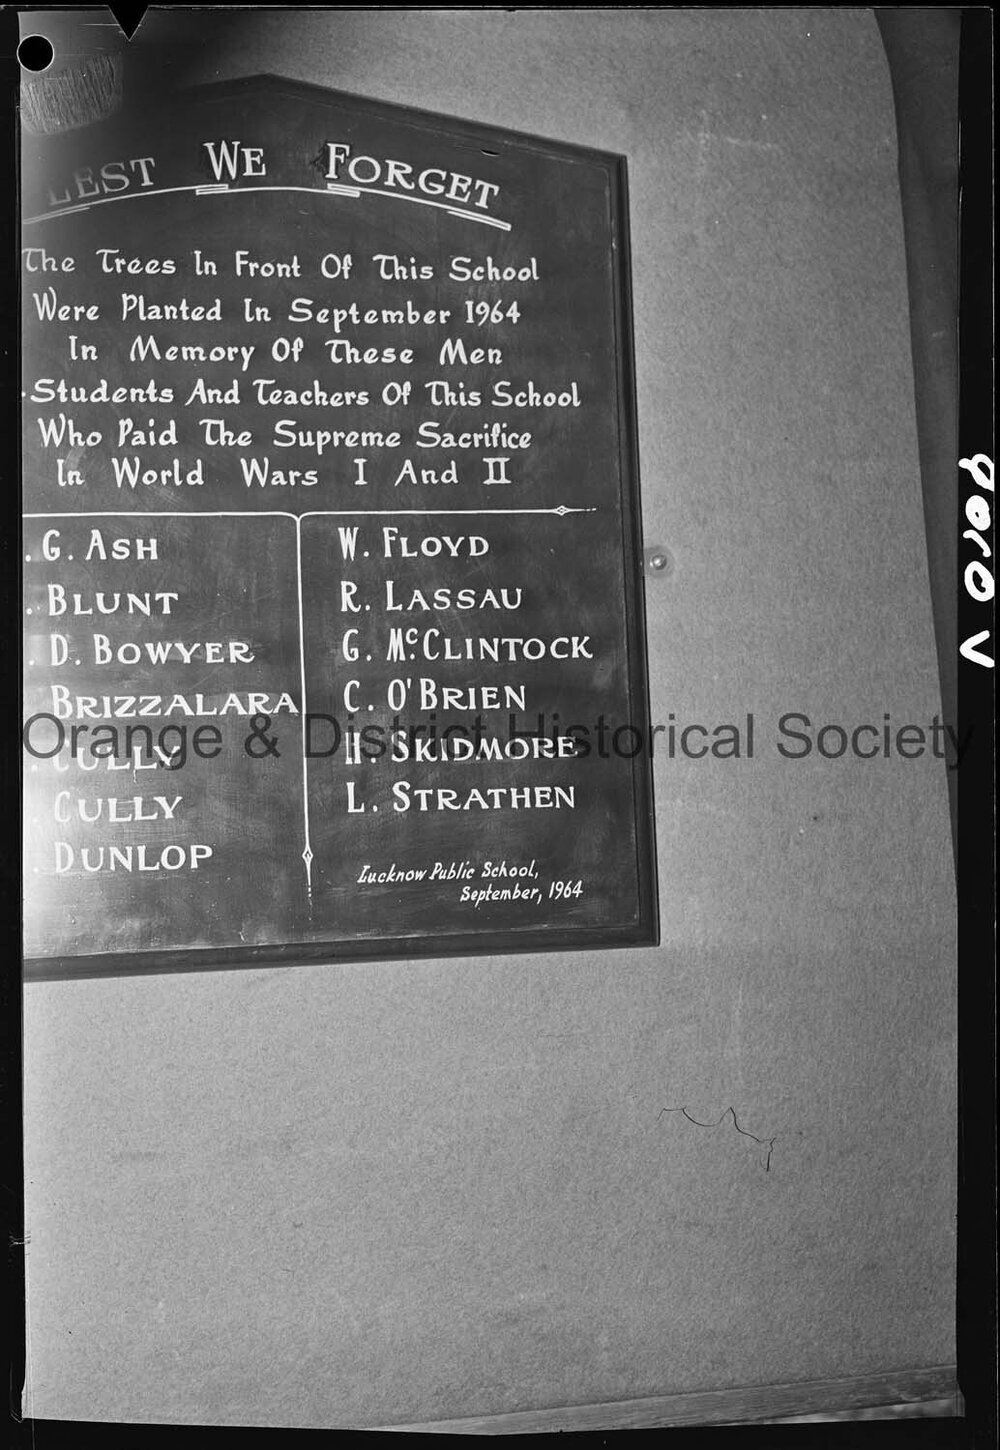 LEST WE FORGET
The Trees In Front Of This School
Were Planted In September 1964
In Memory Of These Men
Students And Teachers Of This School
Who Paid The Supreme Sacrifice
In World Wars I And II
. G. ASH
. BLUNT
. D. BOWYER
BRIZZALARA
. CULLY
. CULLY
. DUNLOP
W. FLOYD
R. LASSAU
G. McCLINTOCK
C. O'BRIEN
H. SKIDMORE
L. STRATHEN
Lucknow Public School,
September, 1964
Orange & District Historical Society